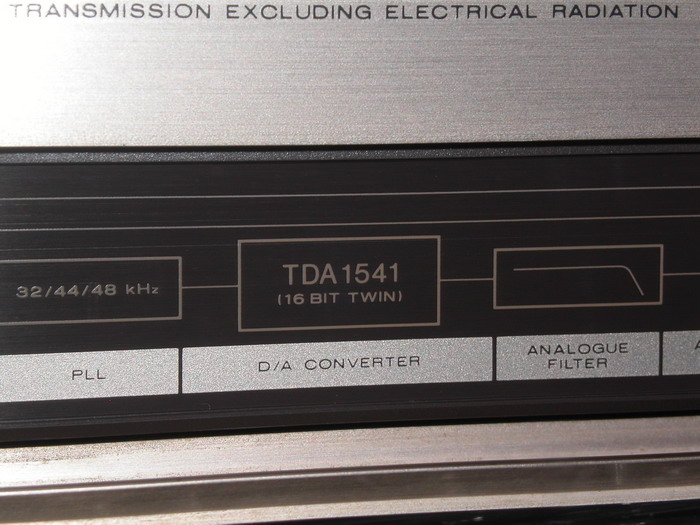 TRANSMISSION EXCLUDING ELECTRICAL RADIATION
32/44/48 kHz
TDA1541
(16 BIT TWIN)
PLL
D/A CONVERTER
ANALOGUE
FILTER